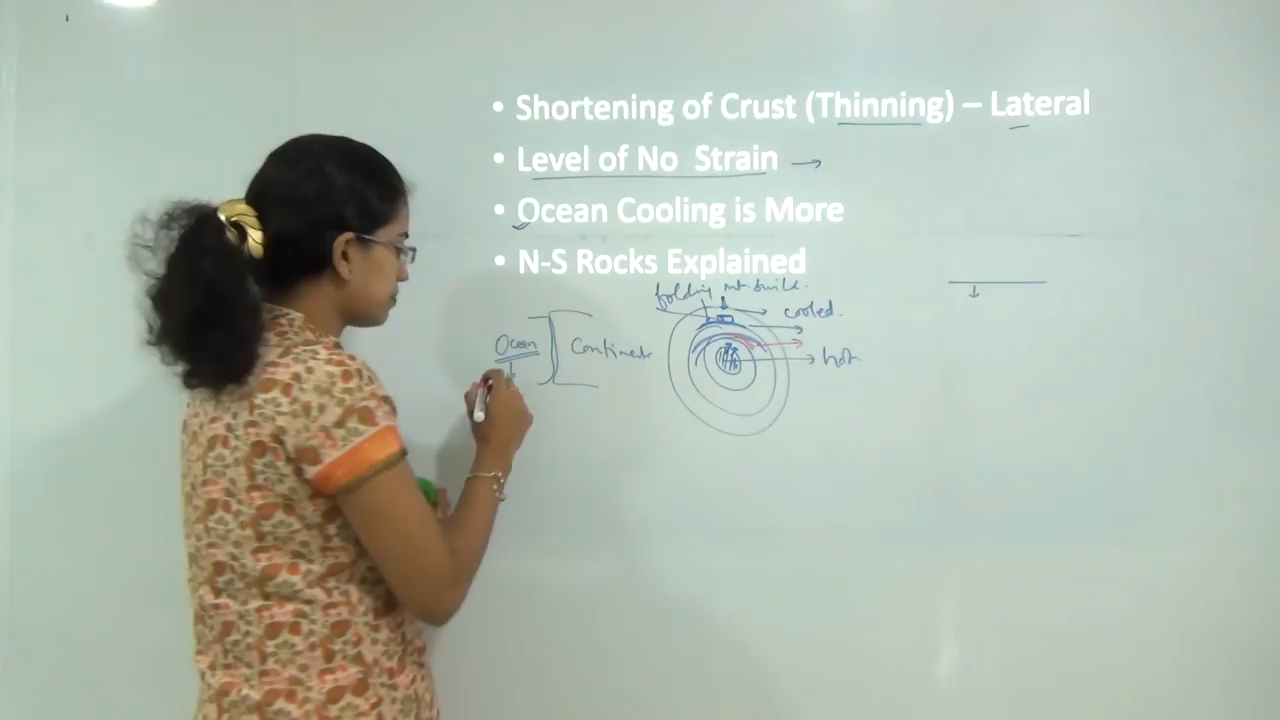 • Shortening of Crust (Thinning) – Lateral
• Level of No Strain →
• Ocean Cooling is More
• N-S Rocks Explained
folding mt. build.
cooled.
Ocean
Continent
hot